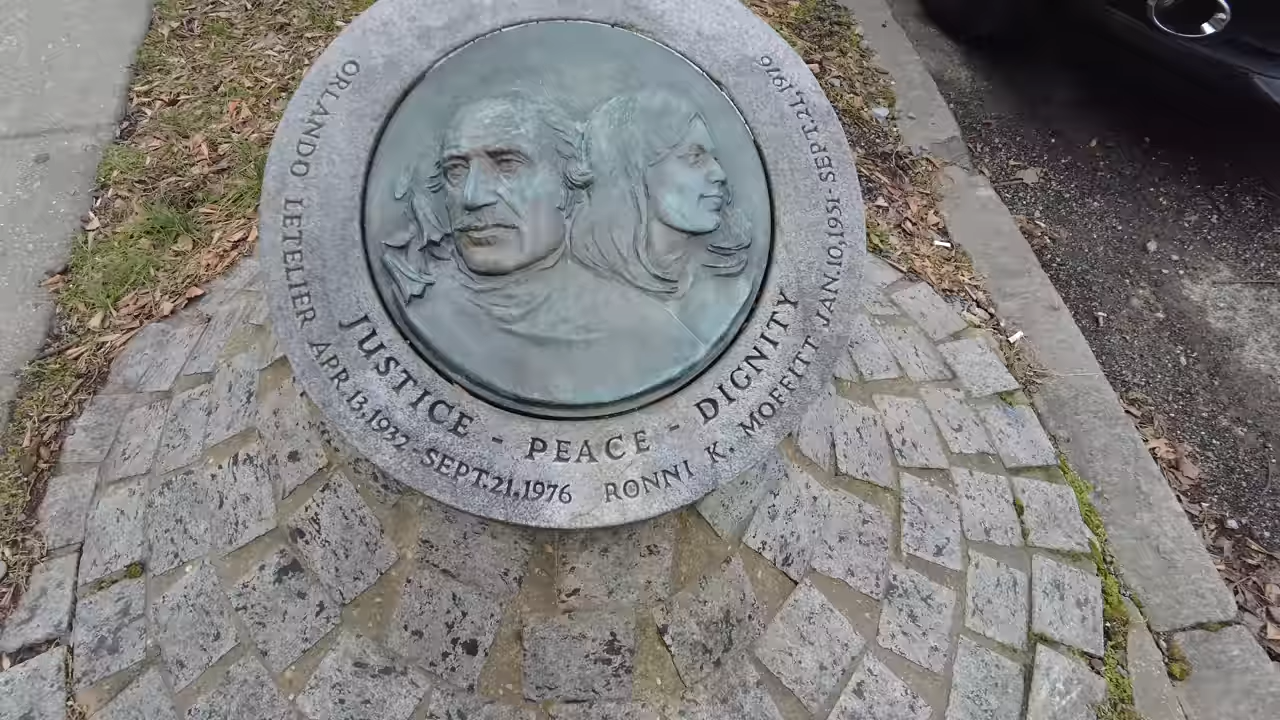 JUSTICE - PEACE - DIGNITY
ORLANDO LETELIER APR.13,1932-SEPT.21,1976
RONNI K. MOFFITT JAN.10,1951-SEPT.21,1976